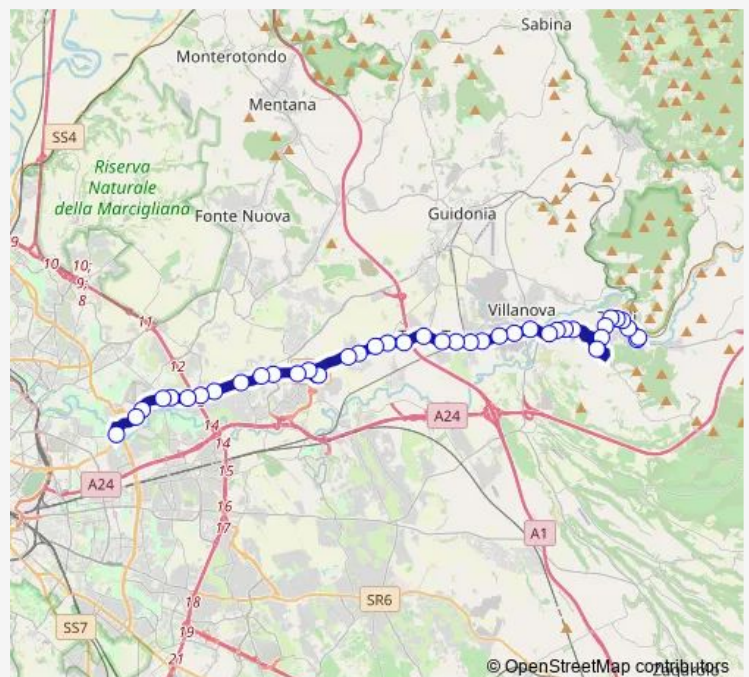 Sabina
Monterotondo
Mentana
SS4
Riserva
Naturale
della Marcigliana
Fonte Nuova
Guidonia
9
10
10;
9;
8
11
Villanova
12
14
A24
14
A24
15
16
17
A1
18
SR6
19
SS7
21
© OpenStreetMap contributors